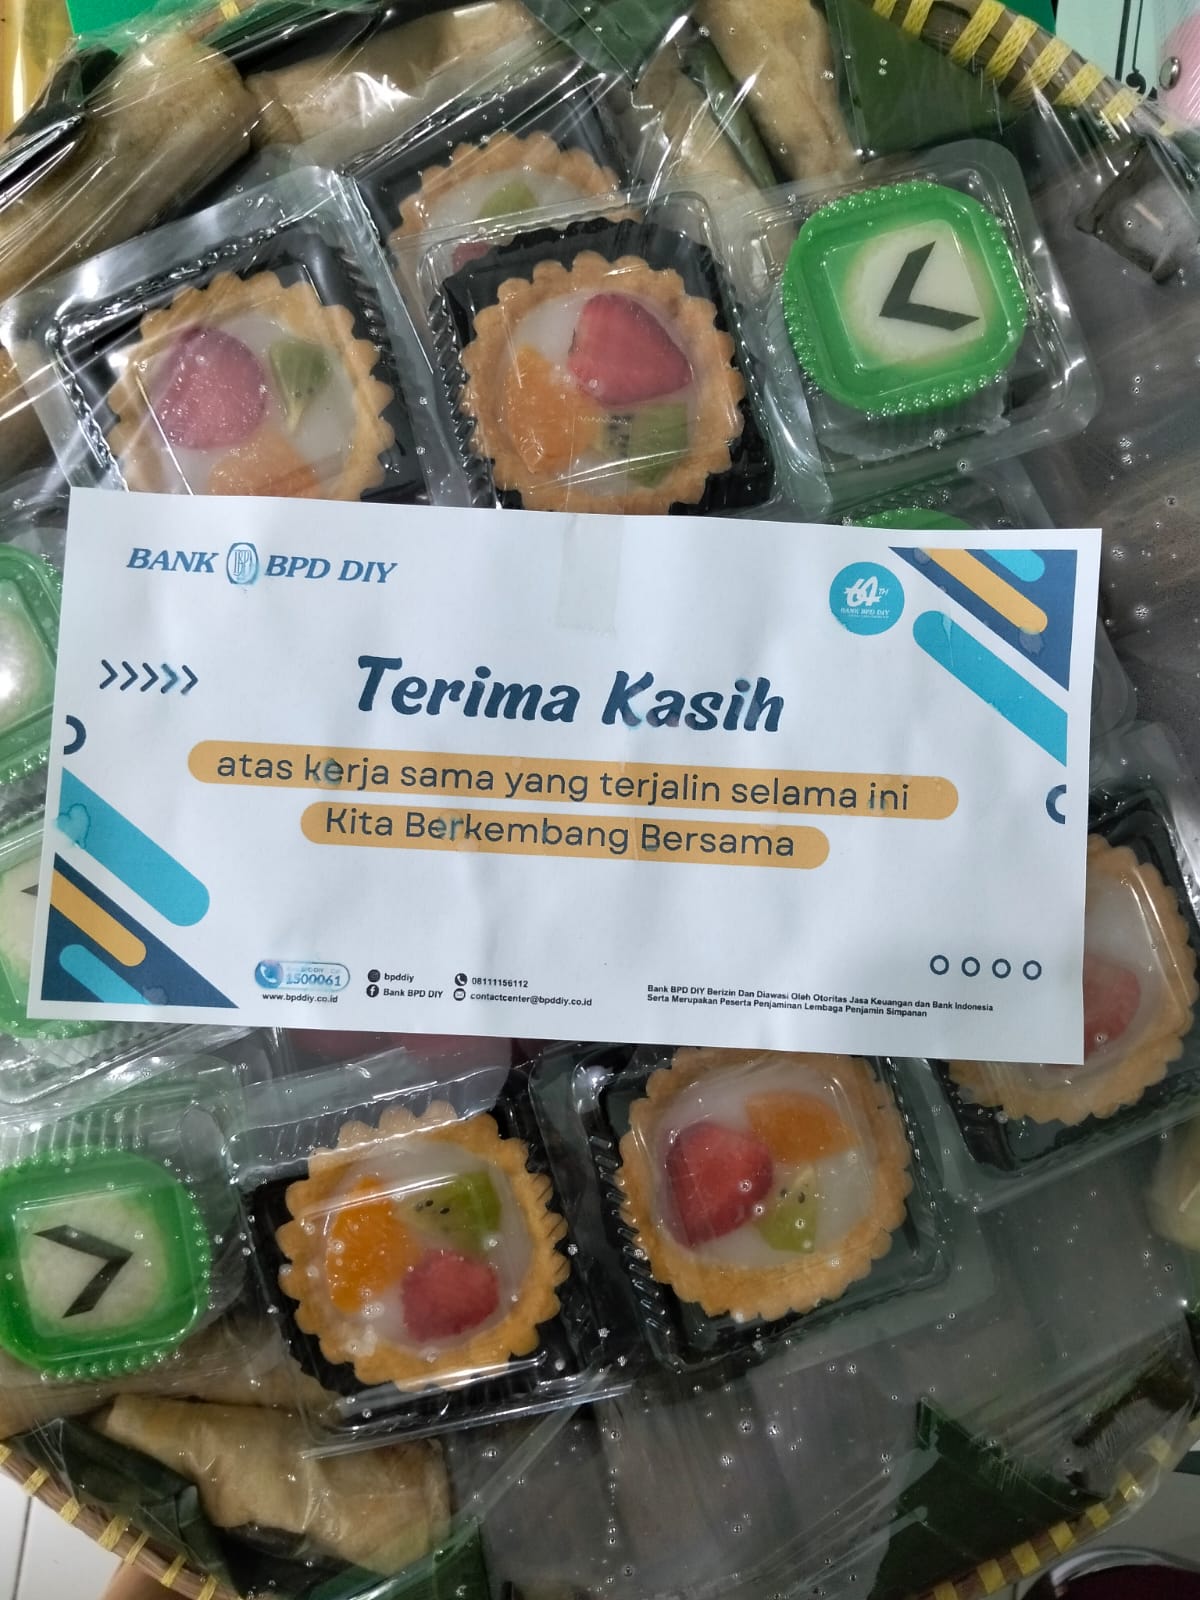 BANK BPD DIY
64TH
BANK BPD DIY
Terima Kasih
atas kerja sama yang terjalin selama ini
Kita Berkembang Bersama
1500061
www.bpddiy.co.id
bpddiy
Bank BPD DIY
08111156112
contactcenter@bpddiy.co.id
Bank BPD DIY Berizin Dan Diawasi Oleh Otoritas Jasa Keuangan dan Bank Indonesia
Serta Merupakan Peserta Penjaminan Lembaga Penjamin Simpanan